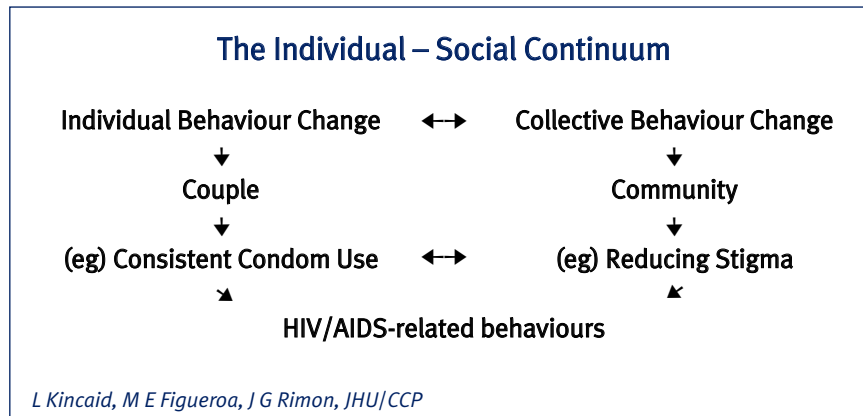 The Individual – Social Continuum
Individual Behaviour Change ↔ Collective Behaviour Change
Couple Community
(eg) Consistent Condom Use ↔ (eg) Reducing Stigma
HIV/AIDS-related behaviours
L Kincaid, M E Figueroa, J G Rimon, JHU/CCP